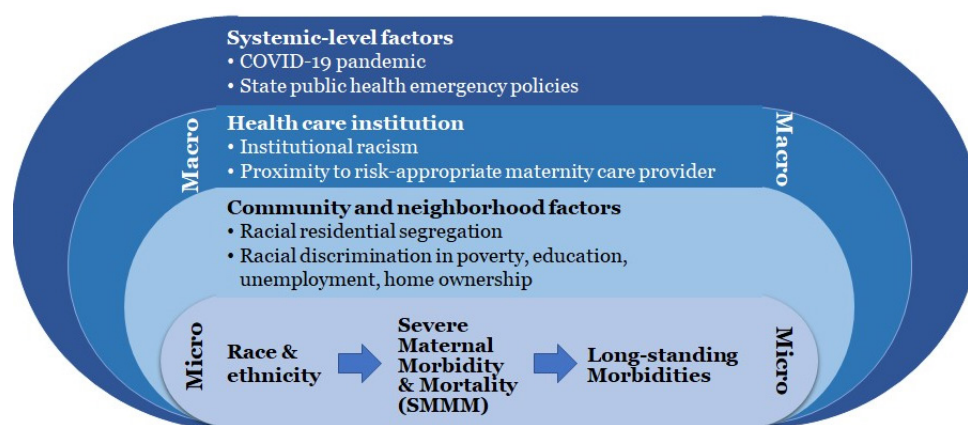 Systemic-level factors
• COVID-19 pandemic
• State public health emergency policies
Macro
Macro
Health care institution
• Institutional racism
• Proximity to risk-appropriate maternity care provider
Community and neighborhood factors
• Racial residential segregation
• Racial discrimination in poverty, education,
unemployment, home ownership
Micro
Race &
ethnicity
Severe
Maternal
Morbidity
& Mortality
(SMMM)
Long-standing
Morbidities
Micro